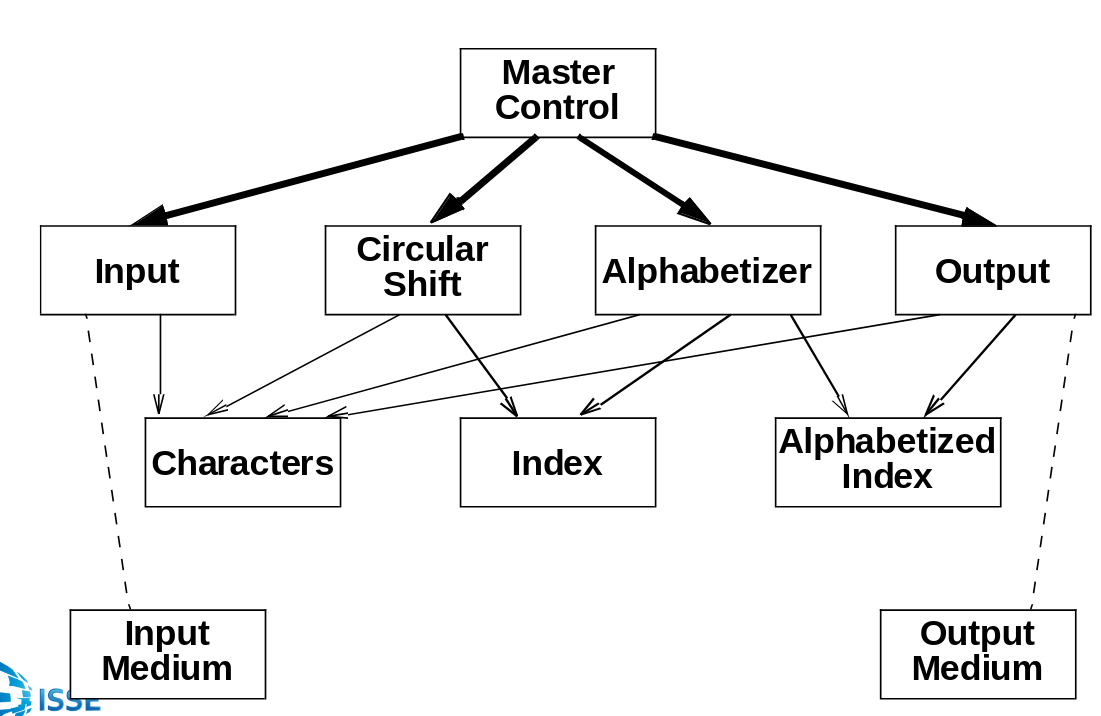 Master
Control
Input
Circular
Shift
Alphabetizer
Output
Characters
Index
Alphabetized
Index
Input
Medium
Output
Medium
ISSE